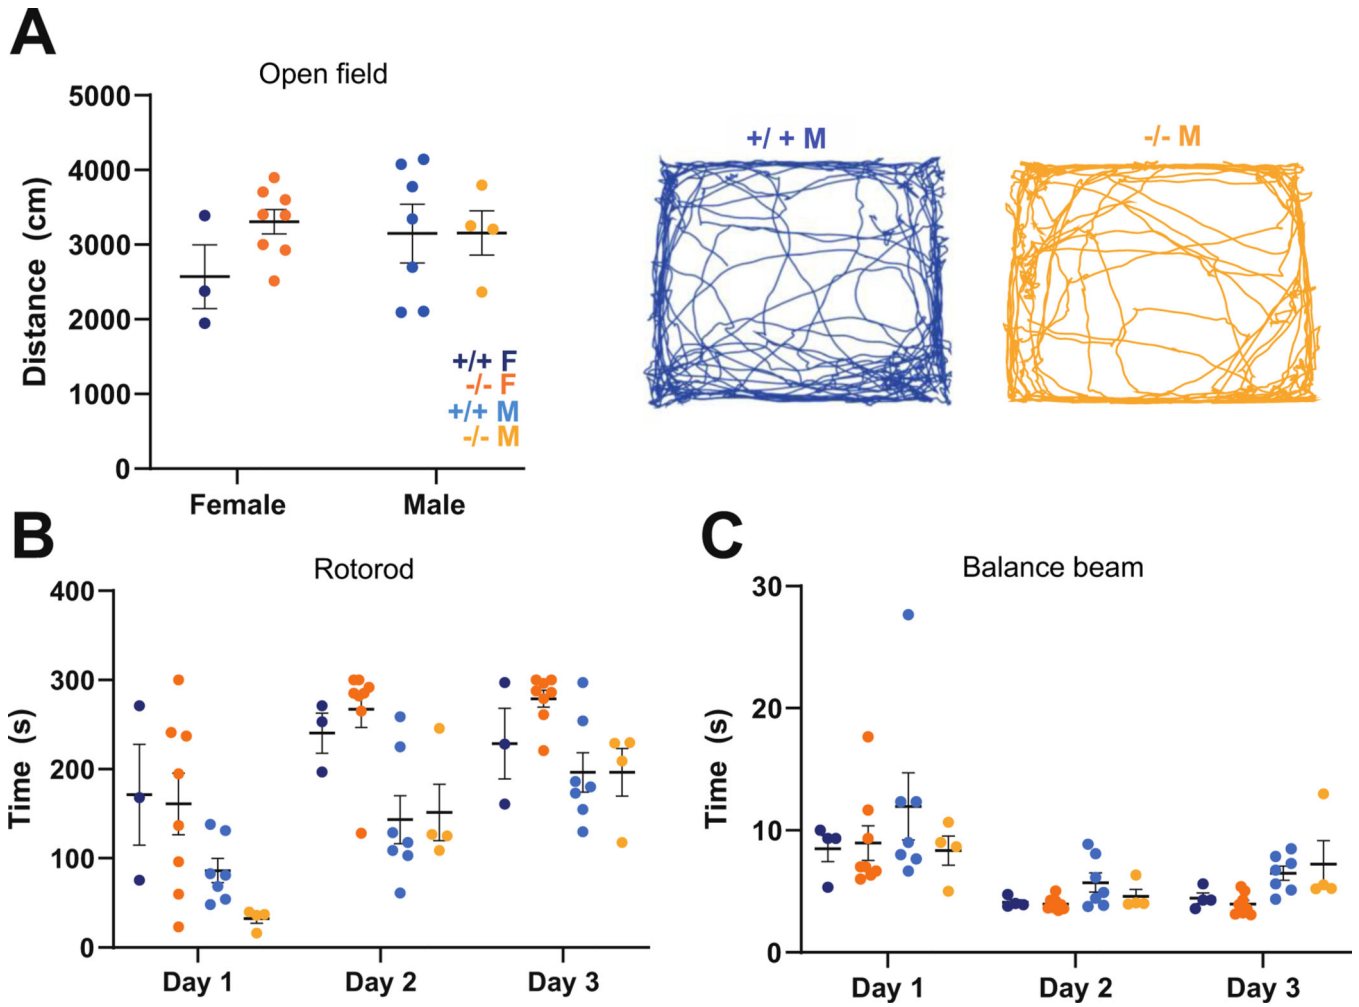 A
Open field
Distance (cm)
5000
4000
3000
2000
1000
0
+/+ F
-/- F
+/+ M
-/- M
Female
Male
+/ + M
-/- M
B
Rotorod
Time (s)
400
300
200
100
0
Day 1
Day 2
Day 3
C
Balance beam
Time (s)
30
20
10
0
Day 1
Day 2
Day 3